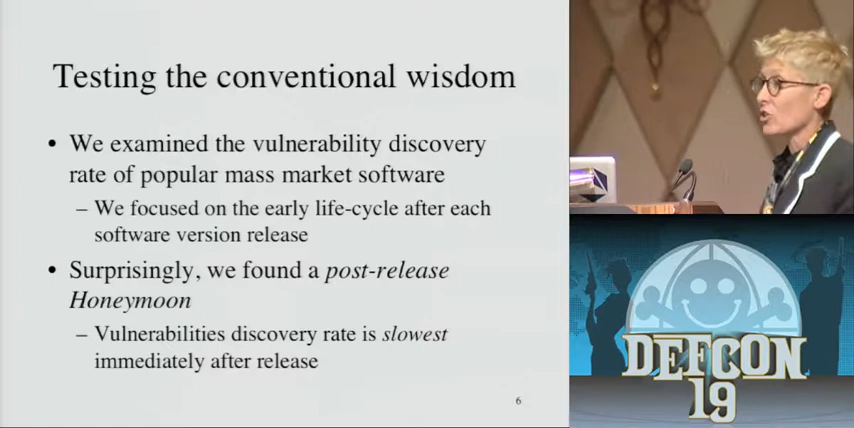 Testing the conventional wisdom
• We examined the vulnerability discovery
rate of popular mass market software
– We focused on the early life-cycle after each
software version release
• Surprisingly, we found a post-release
Honeymoon
– Vulnerabilities discovery rate is slowest
immediately after release
6
DEFCON
19